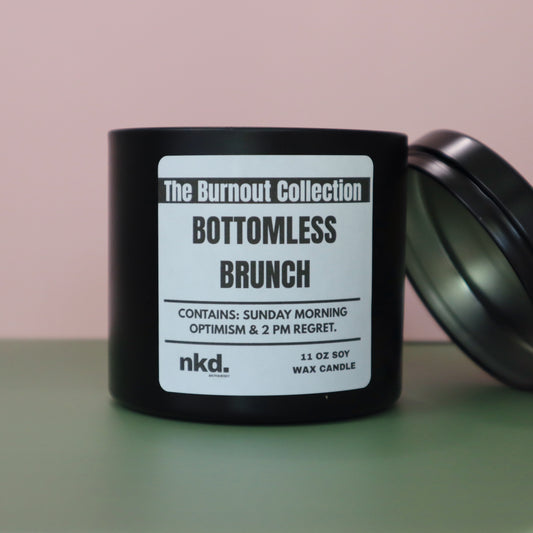 The Burnout Collection
BOTTOMLESS
BRUNCH
CONTAINS: SUNDAY MORNING
OPTIMISM & 2 PM REGRET.
nkd.
11 OZ SOY
WAX CANDLE